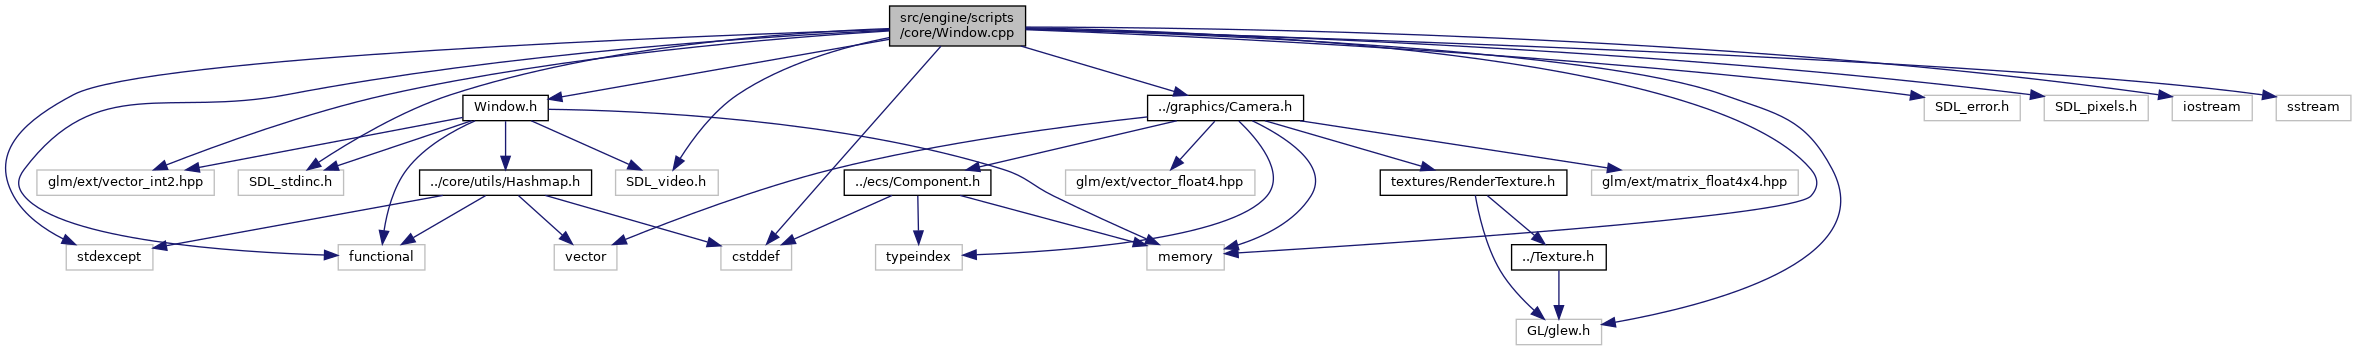 src/engine/scripts
/core/Window.cpp
Window.h
../graphics/Camera.h
SDL_error.h
SDL_pixels.h
iostream
sstream
glm/ext/vector_int2.hpp
SDL_stdinc.h
../core/utils/Hashmap.h
SDL_video.h
../ecs/Component.h
glm/ext/vector_float4.hpp
textures/RenderTexture.h
glm/ext/matrix_float4x4.hpp
stdexcept
functional
vector
cstddef
typeindex
memory
../Texture.h
GL/glew.h